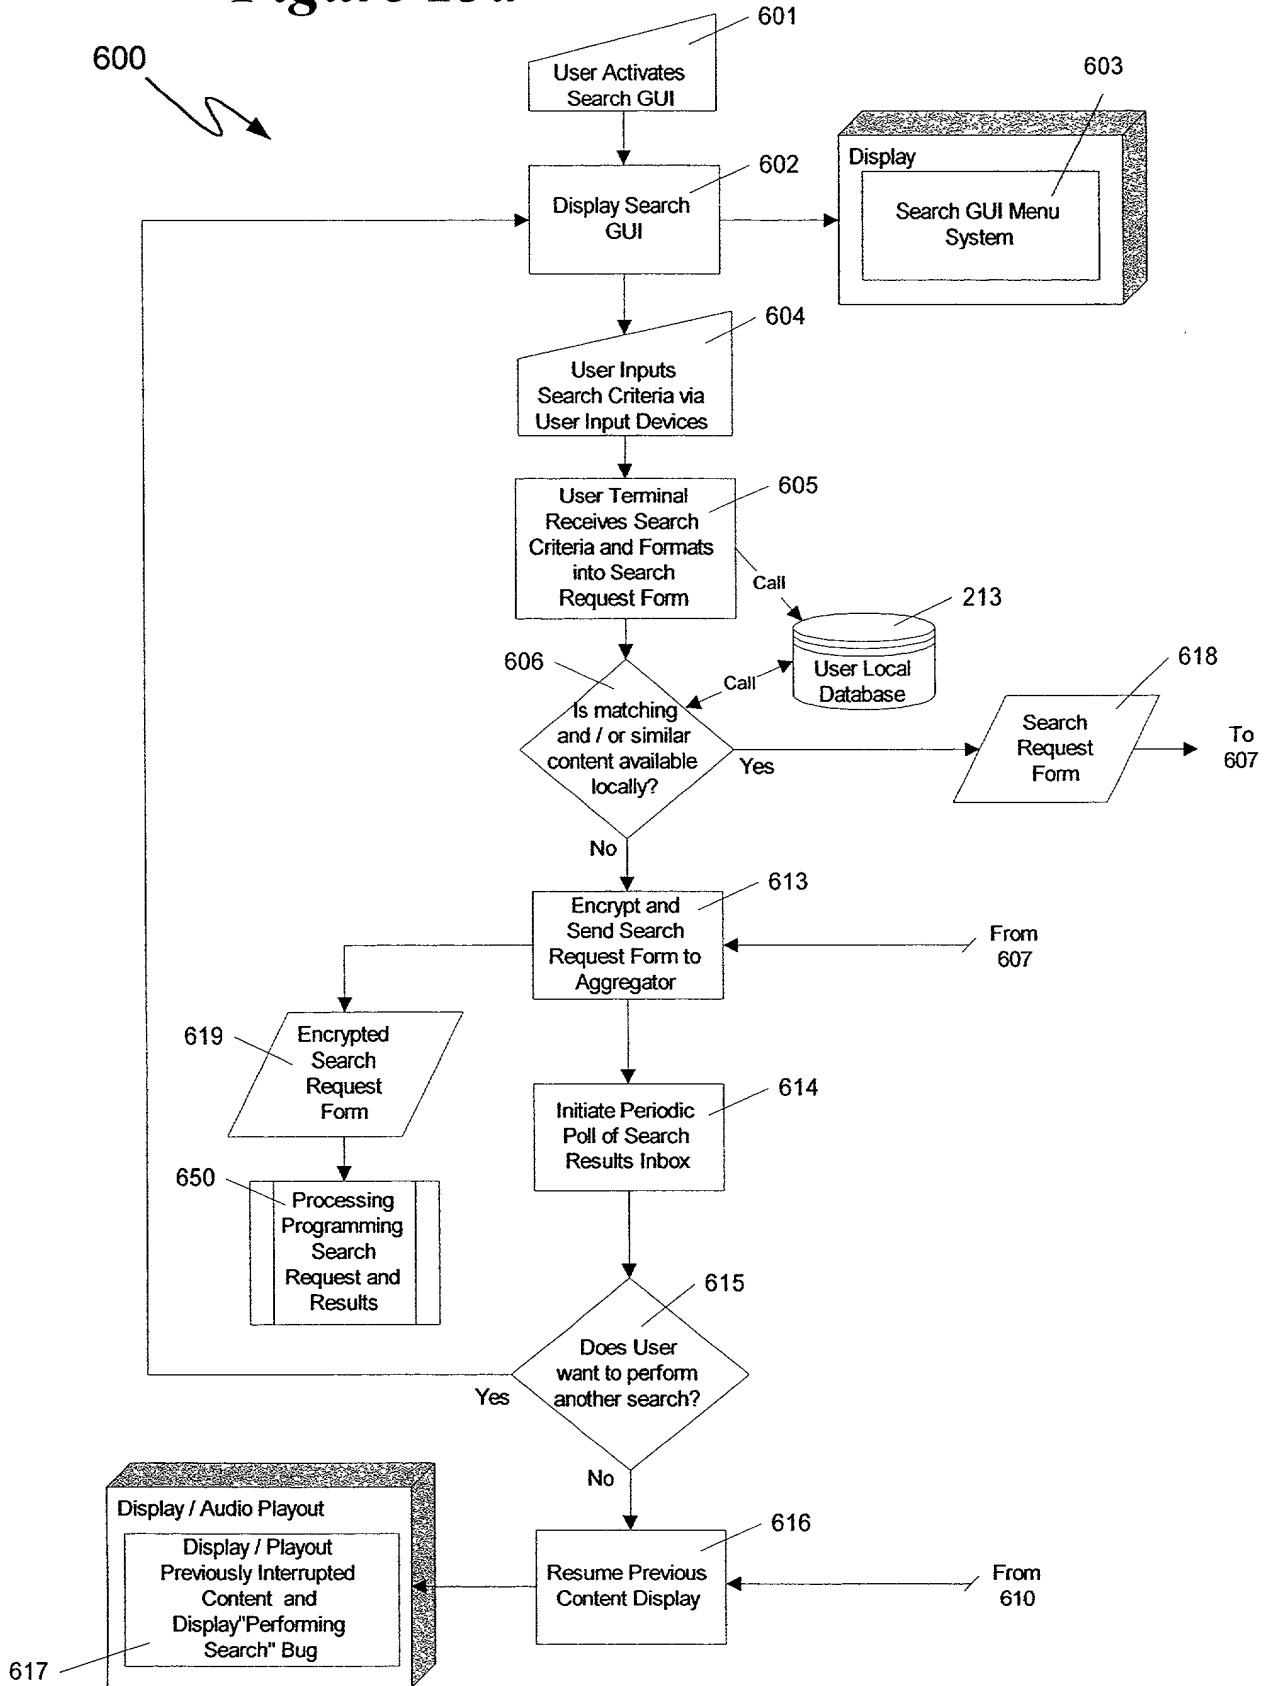 600
601
User Activates
Search GUI
603
602
Display
Display Search
GUI
Search GUI Menu
System
604
User Inputs
Search Criteria via
User Input Devices
605
User Terminal
Receives Search
Criteria and Formats
into Search
Request Form
Call
213
User Local
Database
606
Call
Is matching
and / or similar
content available
locally?
Yes
618
Search
Request
Form
To
607
No
613
Encrypt and
Send Search
Request Form to
Aggregator
From
607
619
Encrypted
Search
Request
Form
614
Initiate Periodic
Poll of Search
Results Inbox
650
Processing
Programming
Search
Request and
Results
615
Does User
want to perform
another search?
Yes
No
Display / Audio Playout
Display / Playout
Previously Interrupted
Content and
Display"Performing
Search" Bug
617
616
Resume Previous
Content Display
From
610